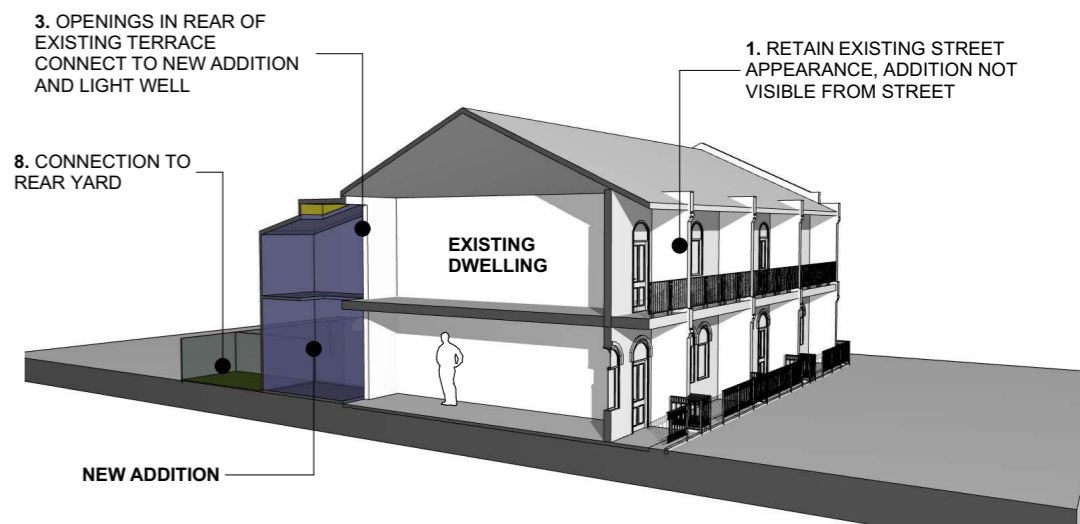 3. OPENINGS IN REAR OF
EXISTING TERRACE
CONNECT TO NEW ADDITION
AND LIGHT WELL
1. RETAIN EXISTING STREET
APPEARANCE, ADDITION NOT
VISIBLE FROM STREET
8. CONNECTION TO
REAR YARD
EXISTING
DWELLING
NEW ADDITION